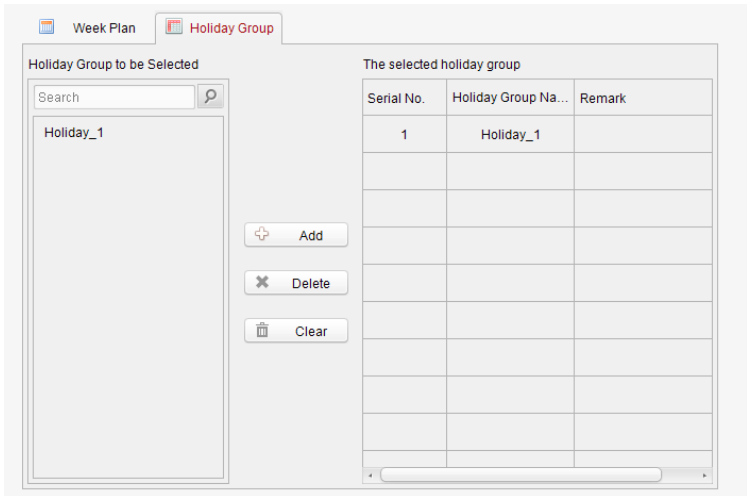 Week Plan
Holiday Group
Holiday Group to be Selected
Search
Holiday_1
Add
Delete
Clear
The selected holiday group
Serial No. Holiday Group Na... Remark
1 Holiday_1